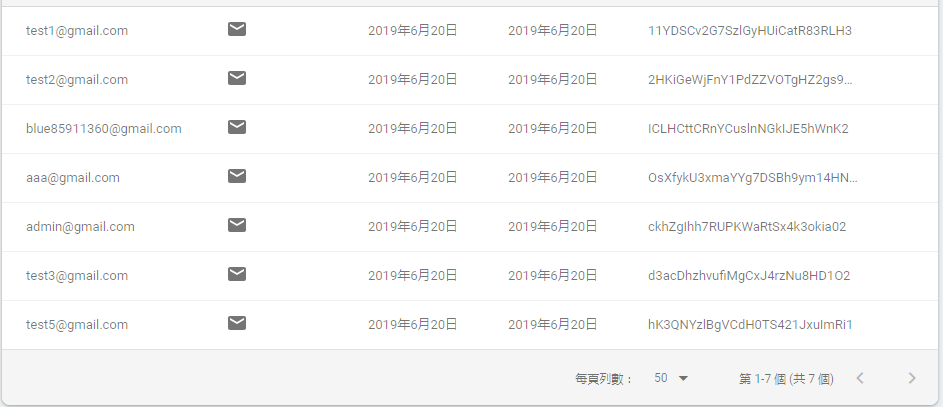 test1@gmail.com 2019年6月20日 2019年6月20日 11YDSCv2G7SzlGyHUiCatR83RLH3
test2@gmail.com 2019年6月20日 2019年6月20日 2HKiGeWjFnY1PdZZVOTgHZ2gs9...
blue85911360@gmail.com 2019年6月20日 2019年6月20日 ICLHCttCRnYCuslnNGkIJE5hWnK2
aaa@gmail.com 2019年6月20日 2019年6月20日 OsXfykU3xmaYYg7DSBh9ym14HN...
admin@gmail.com 2019年6月20日 2019年6月20日 ckhZgIhh7RUPKWaRtSx4k3okia02
test3@gmail.com 2019年6月20日 2019年6月20日 d3acDhzhvufiMgCxJ4rzNu8HD1O2
test5@gmail.com 2019年6月20日 2019年6月20日 hK3QNYzlBgVCdH0TS421JxuImRi1
每頁列數： 50 第 1-7 個 (共 7 個)